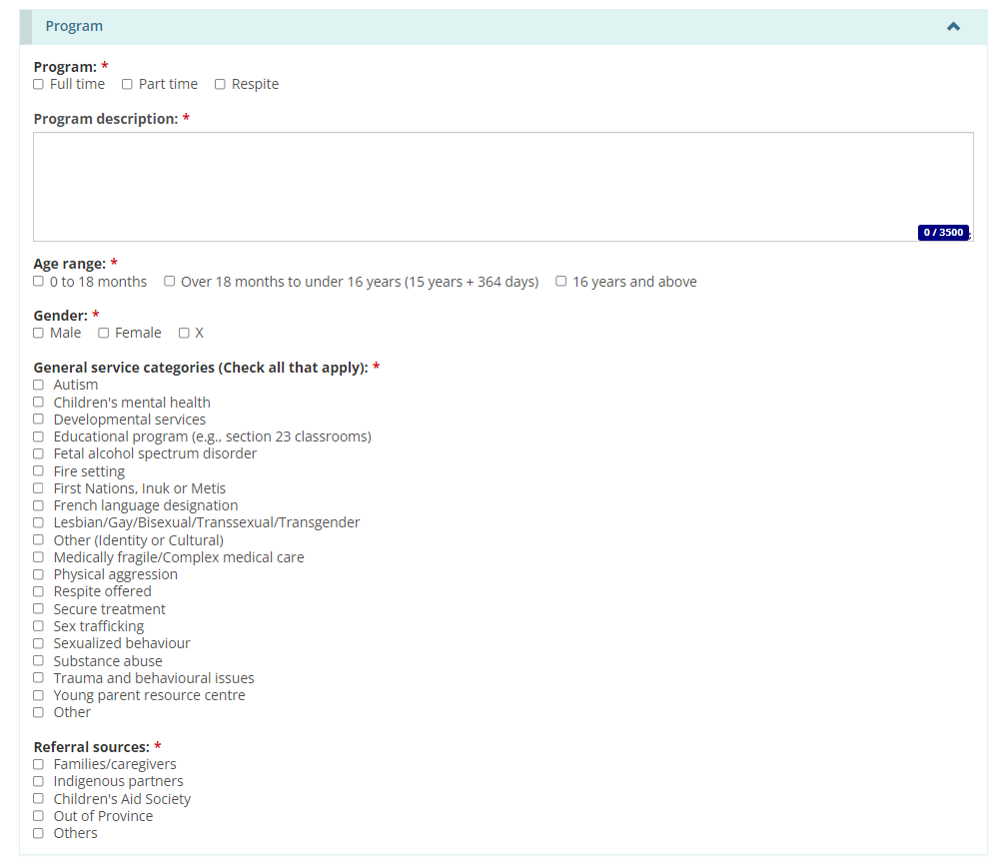 Program
Program: *
Full time Part time Respite
Program description: *
0 / 3500
Age range: *
0 to 18 months Over 18 months to under 16 years (15 years + 364 days) 16 years and above
Gender: *
Male Female X
General service categories (Check all that apply): *
Autism
Children's mental health
Developmental services
Educational program (e.g., section 23 classrooms)
Fetal alcohol spectrum disorder
Fire setting
First Nations, Inuk or Metis
French language designation
Lesbian/Gay/Bisexual/Transsexual/Transgender
Other (Identity or Cultural)
Medically fragile/Complex medical care
Physical aggression
Respite offered
Secure treatment
Sex trafficking
Sexualized behaviour
Substance abuse
Trauma and behavioural issues
Young parent resource centre
Other
Referral sources: *
Families/caregivers
Indigenous partners
Children's Aid Society
Out of Province
Others